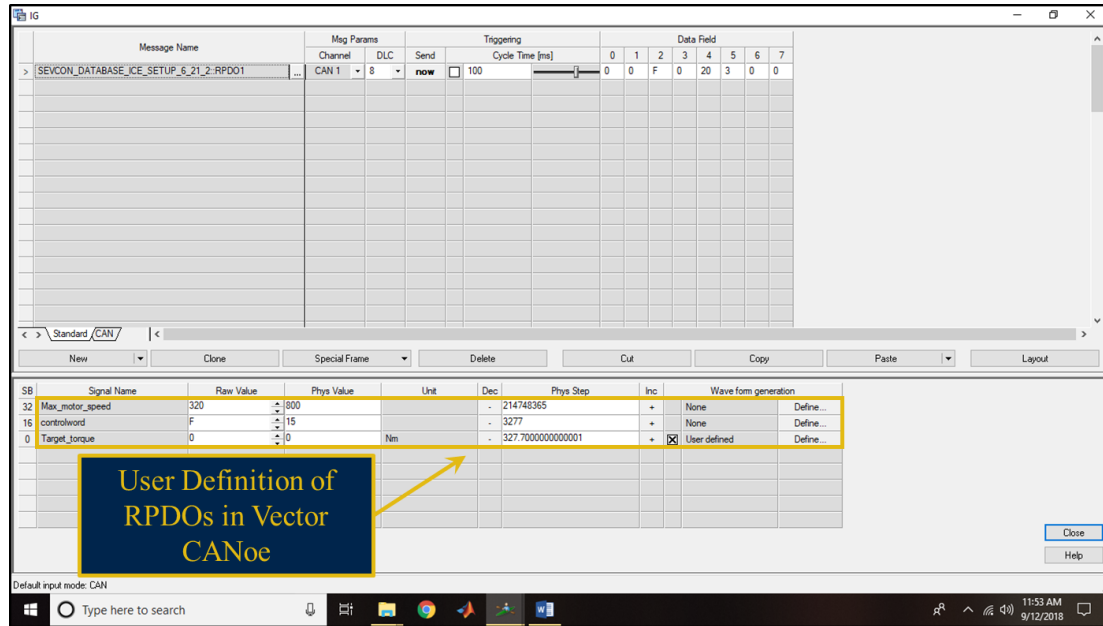 IG
Message Name
Msg Params
Triggering
Data Field
Channel DLC Send Cycle Time [ms] 0 1 2 3 4 5 6 7
> SEVCON_DATABASE_ICE_SETUP_6_21_2::RPDO1 ... CAN 1 8 now 100 0 0 F 0 20 3 0 0
Standard CAN
New Clone Special Frame Delete Cut Copy Paste Layout
SB Signal Name Raw Value Phys Value Unit Dec Phys Step Inc Wave form generation
32 Max_motor_speed 320 800 - 214748365 + None Define...
16 controlword F 15 - 3277 + None Define...
0 Target_torque 0 0 Nm - 327.7000000000001 + User defined Define...
User Definition of
RPDOs in Vector
CANoe
Close
Help
Default input mode: CAN
Type here to search
11:53 AM
9/12/2018